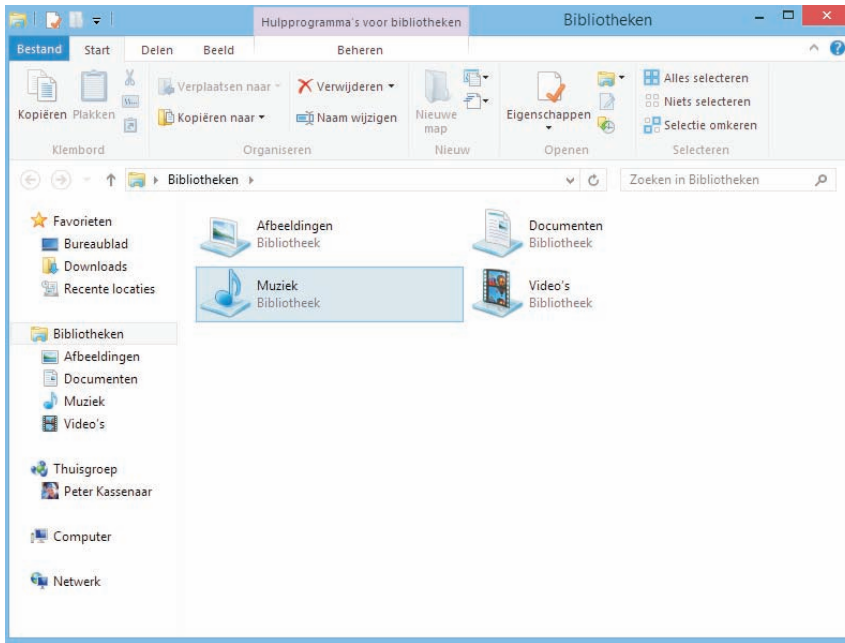 Hulpprogramma's voor bibliotheken
Bibliotheken
Bestand Start Delen Beeld Beheren
Kopiëren
Plakken
Klembord
Verplaatsen naar
Kopiëren naar
Verwijderen
Naam wijzigen
Organiseren
Nieuwe
map
Nieuw
Eigenschappen
Openen
Alles selecteren
Niets selecteren
Selectie omkeren
Selecteren
Bibliotheken
Zoeken in Bibliotheken
Favorieten
Bureaublad
Downloads
Recente locaties
Bibliotheken
Afbeeldingen
Documenten
Muziek
Video's
Thuisgroep
Peter Kassenaar
Computer
Netwerk
Afbeeldingen
Bibliotheek
Documenten
Bibliotheek
Muziek
Bibliotheek
Video's
Bibliotheek